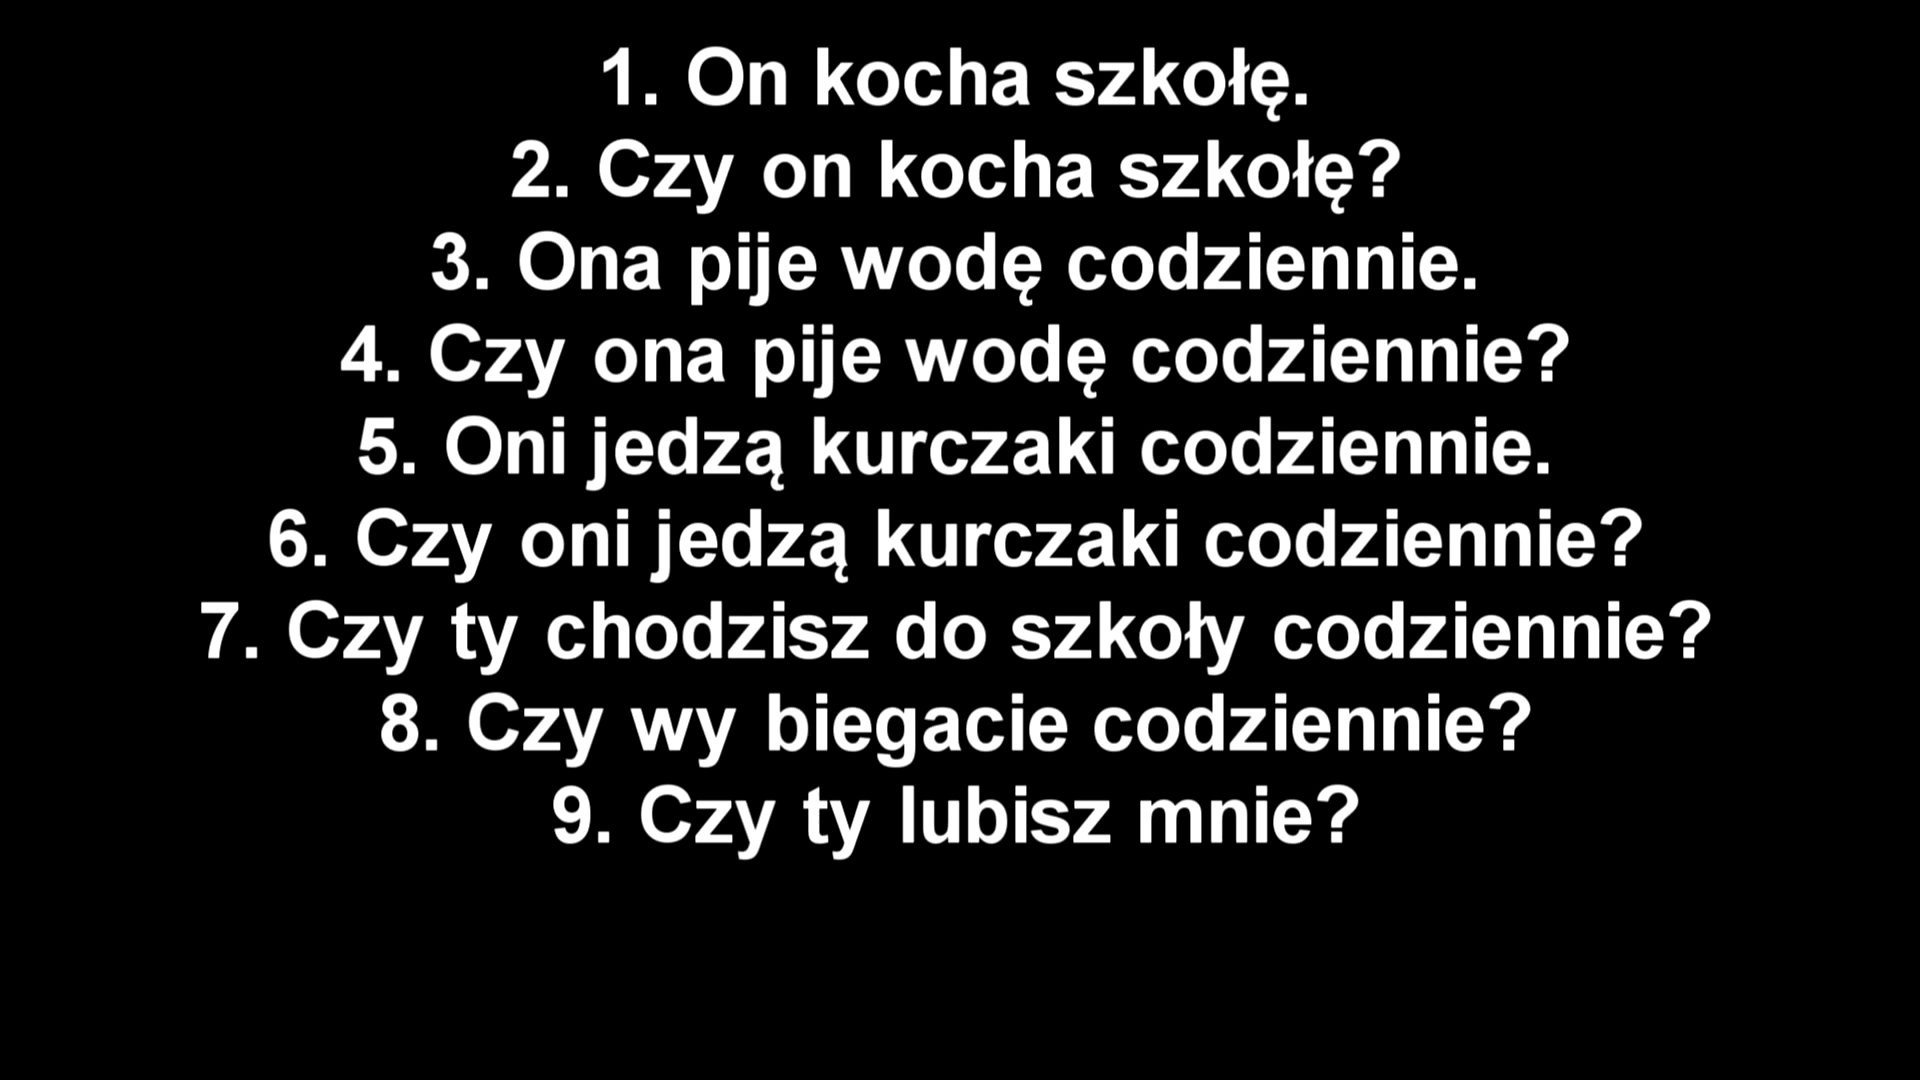 1. On kocha szkołę.
2. Czy on kocha szkołę?
3. Ona pije wodę codziennie.
4. Czy ona pije wodę codziennie?
5. Oni jedzą kurczaki codziennie.
6. Czy oni jedzą kurczaki codziennie?
7. Czy ty chodzisz do szkoły codziennie?
8. Czy wy biegacie codziennie?
9. Czy ty lubisz mnie?